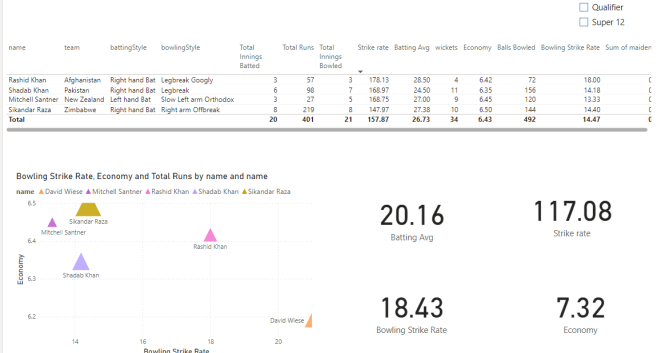 Qualifier
Super 12
name team battingStyle bowlingStyle Total Innings Batted Total Runs Total Innings Bowled Strike rate Batting Avg wickets Economy Balls Bowled Bowling Strike Rate Sum of maiden
Rashid Khan Afghanistan Right hand Bat Legbreak Googly 3 57 3 178.13 28.50 4 6.42 72 18.00
Shadab Khan Pakistan Right hand Bat Legbreak 6 98 7 168.97 24.50 11 6.35 156 14.18
Mitchell Santner New Zealand Left hand Bat Slow Left arm Orthodox 3 27 5 168.75 27.00 9 6.45 120 13.33
Sikandar Raza Zimbabwe Right hand Bat Right arm Offbreak 8 219 8 147.97 27.38 10 6.50 144 14.40
Total 20 401 21 157.87 26.73 34 6.43 492 14.47
Bowling Strike Rate, Economy and Total Runs by name and name
name David Wiese Mitchell Santner Rashid Khan Shadab Khan Sikandar Raza
6.5
Sikandar Raza
Mitchell Santner
6.4
Rashid Khan
Shadab Khan
6.3
6.2
David Wiese
Economy
14 16 18 20
Bowling Strike Rate
20.16
Batting Avg
117.08
Strike rate
18.43
Bowling Strike Rate
7.32
Economy